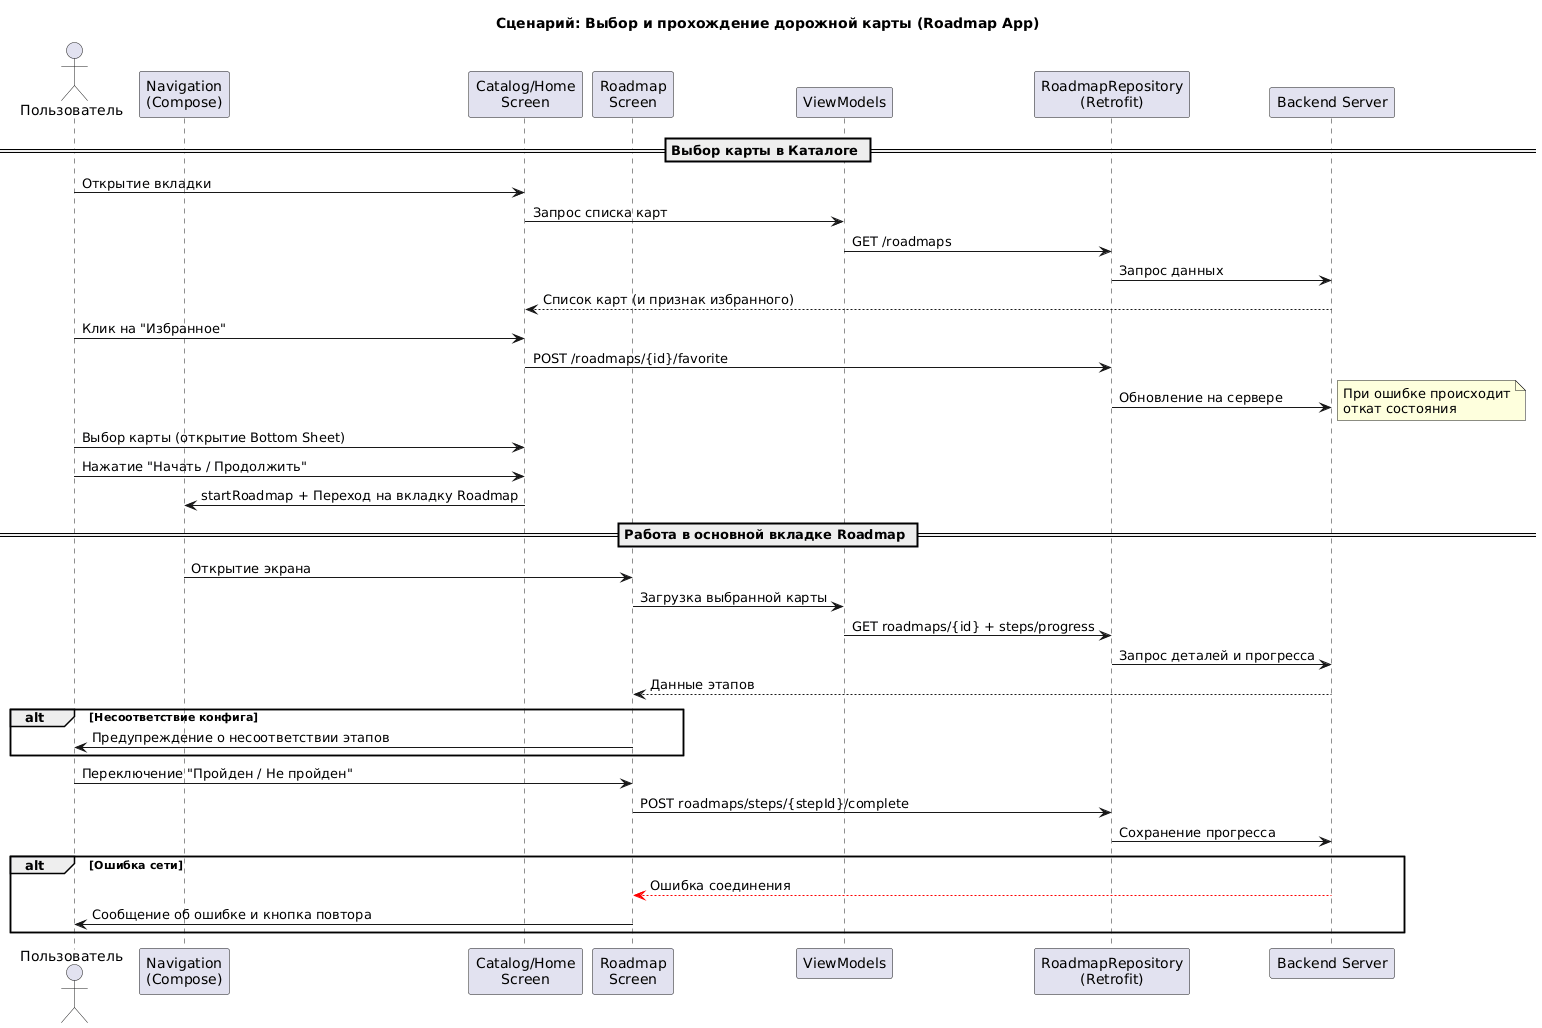 Сценарий: Выбор и прохождение дорожной карты (Roadmap App)
Пользователь
Navigation
(Compose)
Catalog/Home
Screen
Roadmap
Screen
ViewModels
RoadmapRepository
(Retrofit)
Backend Server
Выбор карты в Каталоге
Открытие вкладки
Запрос списка карт
GET /roadmaps
Запрос данных
Список карт (и признак избранного)
Клик на "Избранное"
POST /roadmaps/{id}/favorite
Обновление на сервере
При ошибке происходит
откат состояния
Выбор карты (открытие Bottom Sheet)
Нажатие "Начать / Продолжить"
startRoadmap + Переход на вкладку Roadmap
Работа в основной вкладке Roadmap
Открытие экрана
Загрузка выбранной карты
GET roadmaps/{id} + steps/progress
Запрос деталей и прогресса
Данные этапов
alt [Несоответствие конфига]
Предупреждение о несоответствии этапов
Переключение "Пройден / Не пройден"
POST roadmaps/steps/{stepId}/complete
Сохранение прогресса
alt [Ошибка сети]
Ошибка соединения
Сообщение об ошибке и кнопка повтора
Пользователь
Navigation
(Compose)
Catalog/Home
Screen
Roadmap
Screen
ViewModels
RoadmapRepository
(Retrofit)
Backend Server